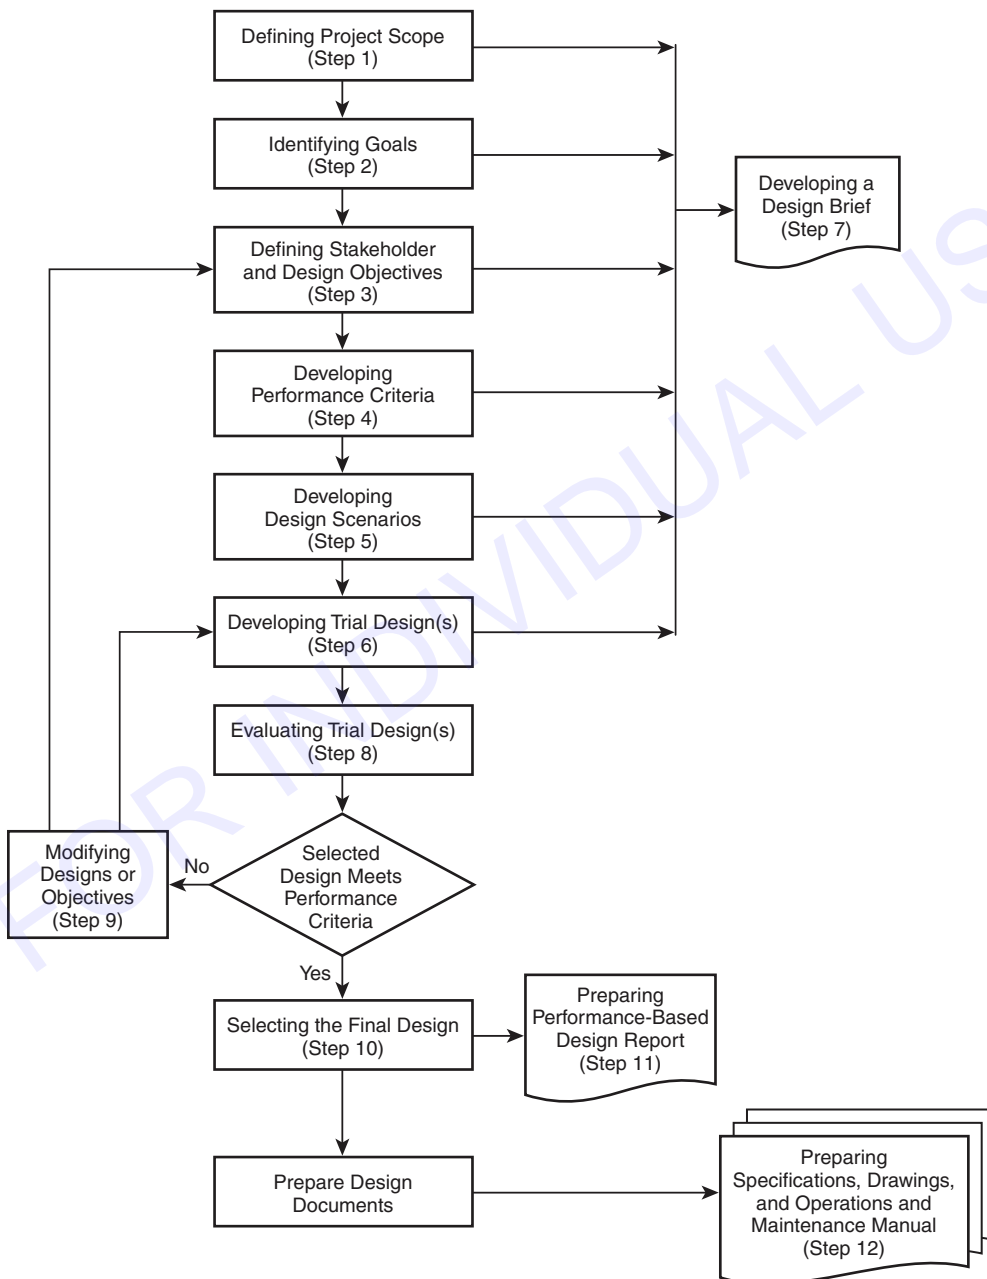 Defining Project Scope
(Step 1)
Identifying Goals
(Step 2)
Developing a
Design Brief
(Step 7)
Defining Stakeholder
and Design Objectives
(Step 3)
Developing
Performance Criteria
(Step 4)
Developing
Design Scenarios
(Step 5)
Developing Trial Design(s)
(Step 6)
Evaluating Trial Design(s)
(Step 8)
Modifying
Designs or
Objectives
(Step 9)
No
Selected
Design Meets
Performance
Criteria
Yes
Selecting the Final Design
(Step 10)
Preparing
Performance-Based
Design Report
(Step 11)
Prepare Design
Documents
Preparing
Specifications, Drawings,
and Operations and
Maintenance Manual
(Step 12)
FOR INDIVIDUAL US